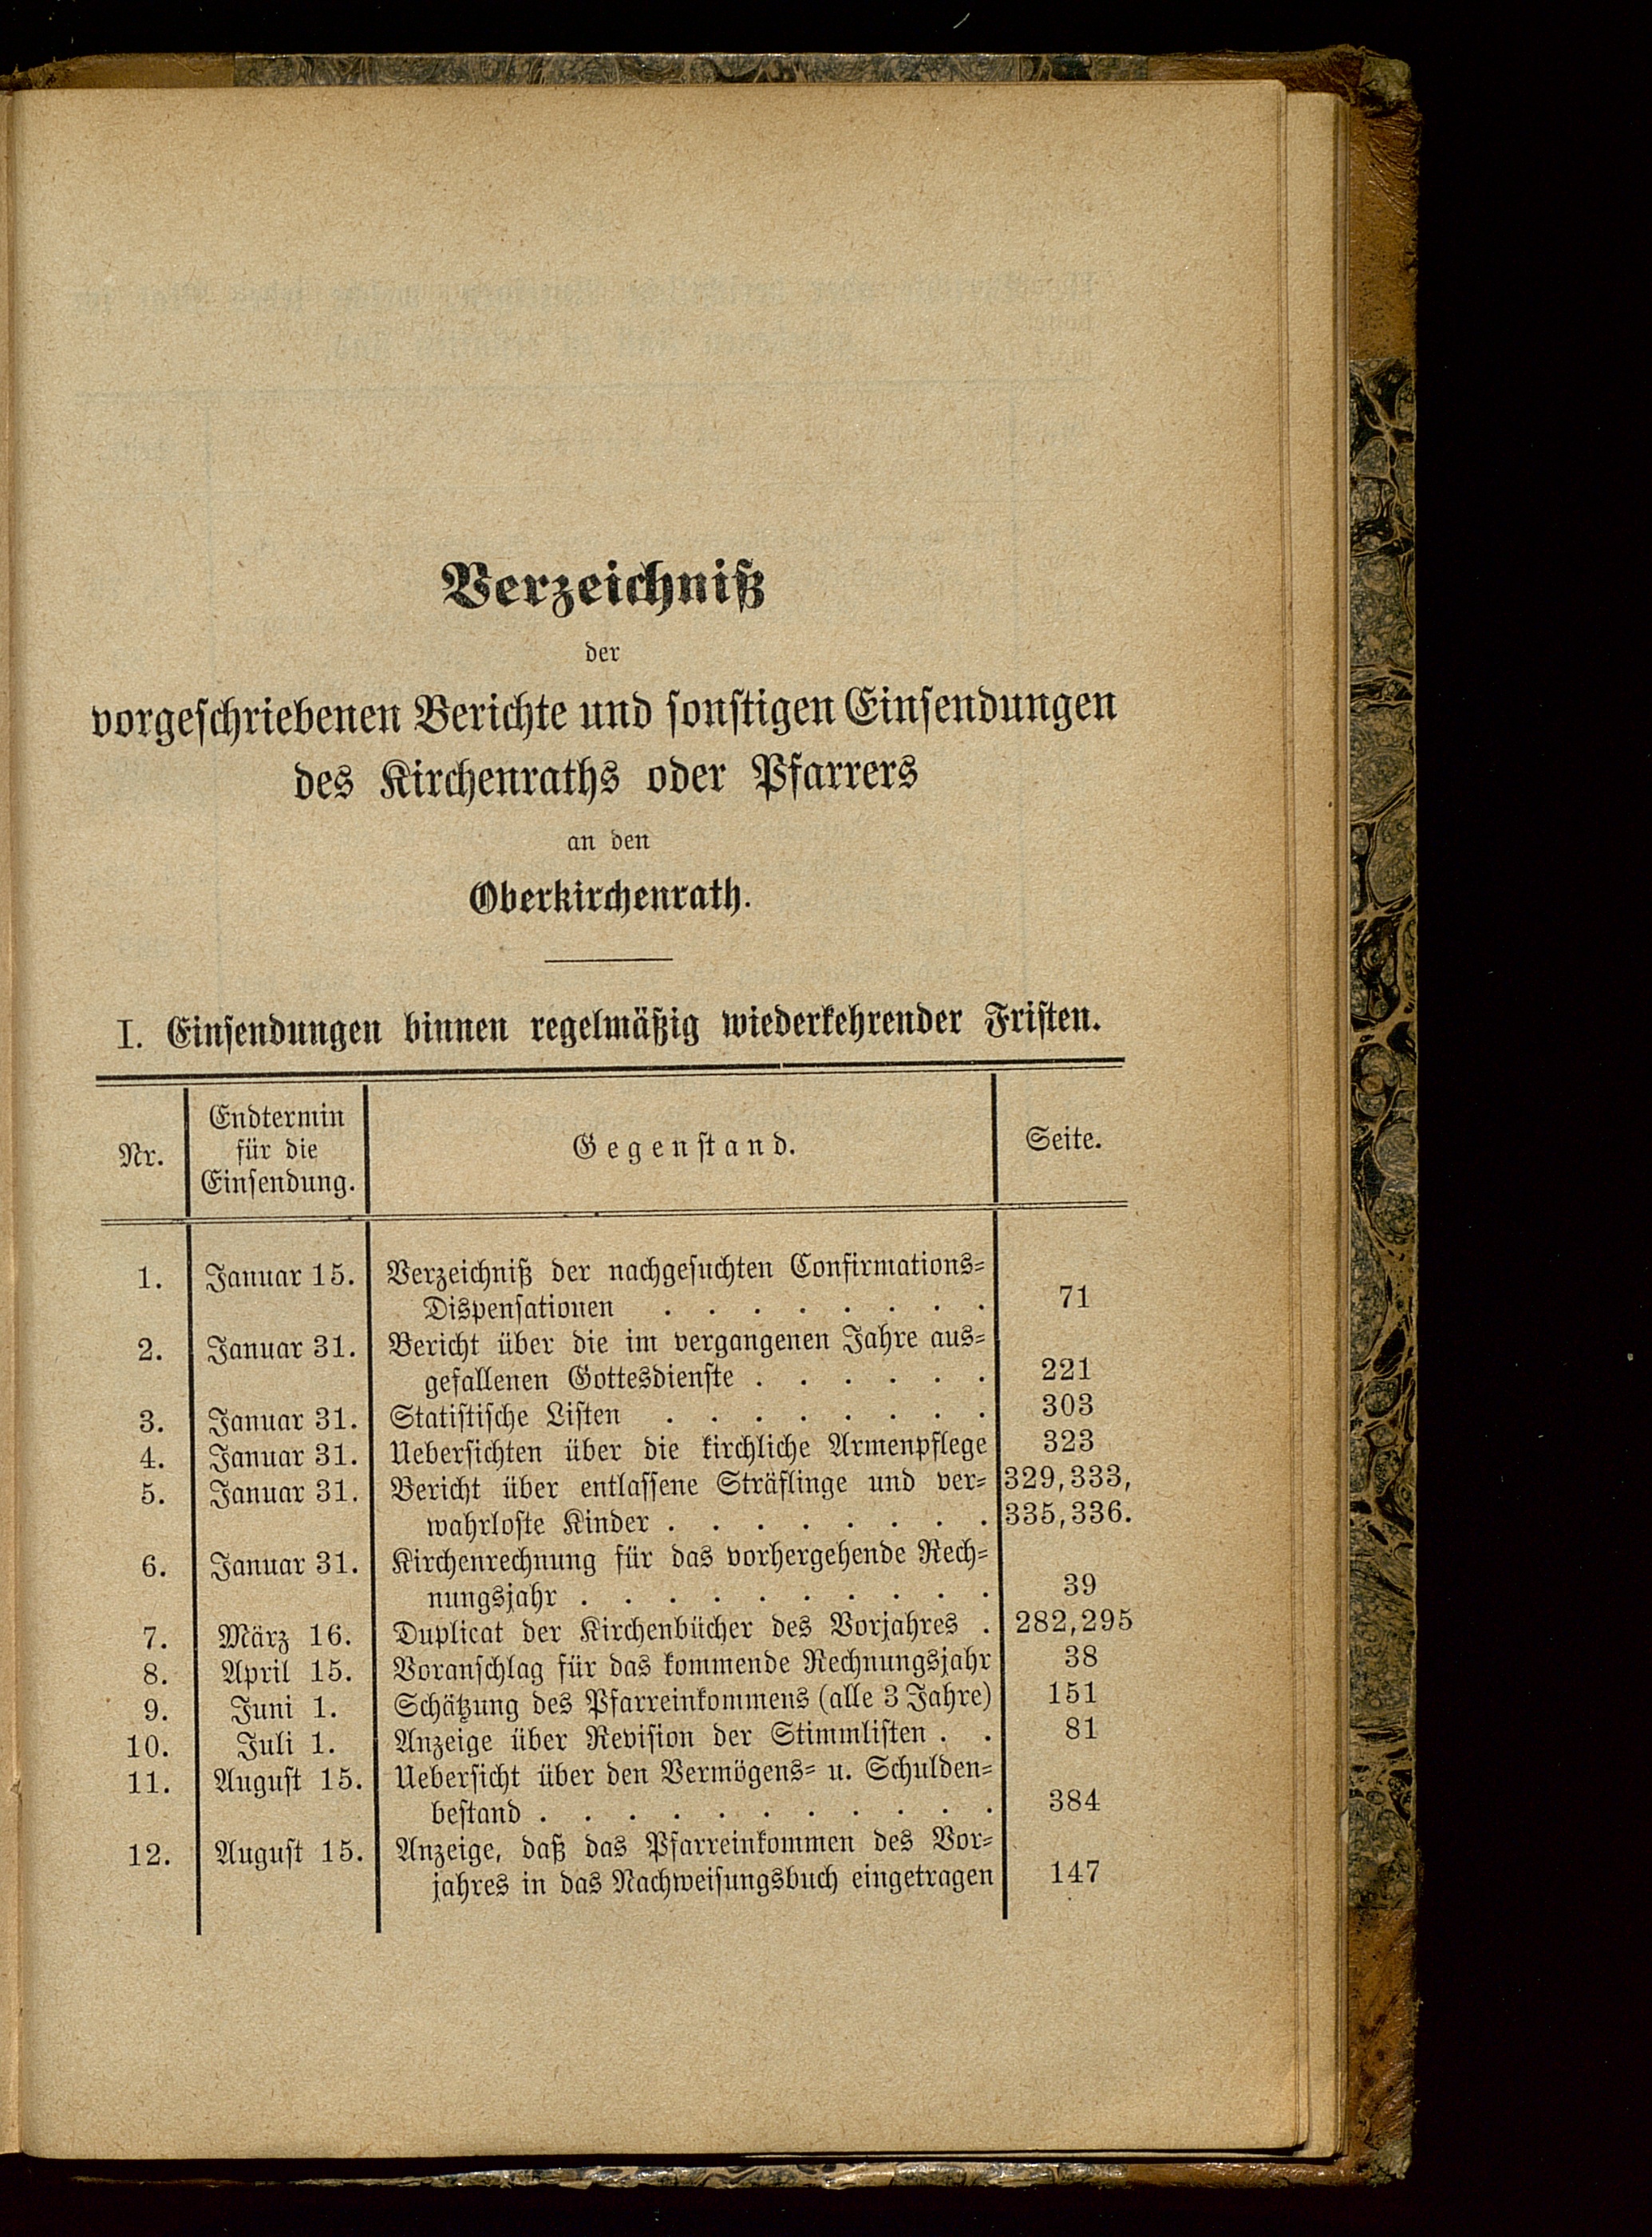 Verzeichniß
der
vorgeschriebenen Berichte und sonstigen Einsendungen
des Kirchenraths oder Pfarrers
an den
Oberkirchenrath.
I. Einsendungen binnen regelmäßig wiederkehrender Fristen.
Nr. Endtermin für die Einsendung. Gegenstand. Seite.
1. Januar 15. Verzeichniß der nachgesuchten Confirmations=
Dispensationen . . . . . . . . 71
2. Januar 31. Bericht über die im vergangenen Jahre aus=
gefallenen Gottesdienste . . . . . . 221
3. Januar 31. Statistische Listen . . . . . . . . 303
4. Januar 31. Uebersichten über die kirchliche Armenpflege 323
5. Januar 31. Bericht über entlassene Sträflinge und ver= 329, 333,
wahrloste Kinder . . . . . . . . 335, 336.
6. Januar 31. Kirchenrechnung für das vorhergehende Rech=
nungsjahr . . . . . . . . . . 39
7. März 16. Duplicat der Kirchenbücher des Vorjahres . 282, 295
8. April 15. Voranschlag für das kommende Rechnungsjahr 38
9. Juni 1. Schätzung des Pfarreinkommens (alle 3 Jahre) 151
10. Juli 1. Anzeige über Revision der Stimmlisten . . 81
11. August 15. Uebersicht über den Vermögens= u. Schulden=
bestand . . . . . . . . . . . 384
12. August 15. Anzeige, daß das Pfarreinkommen des Vor=
jahres in das Nachweisungsbuch eingetragen 147